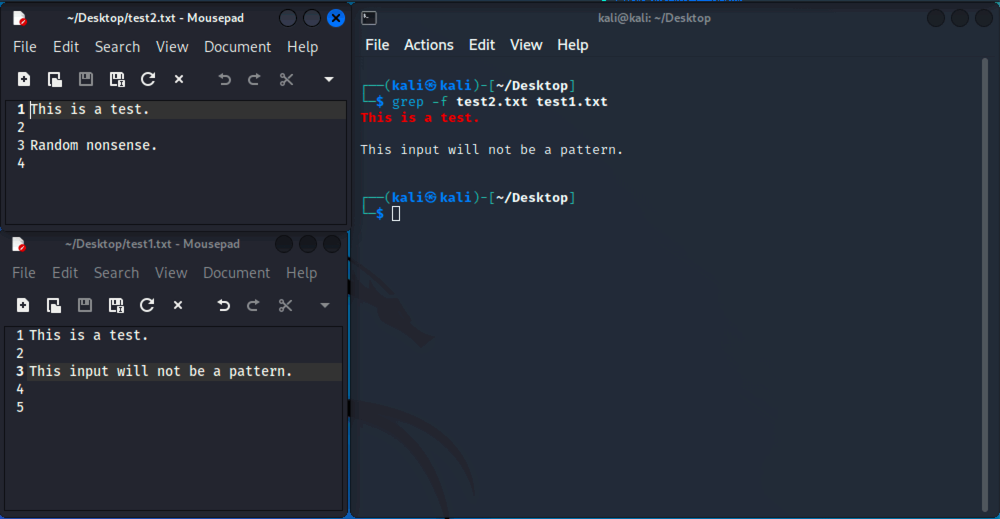 ~/Desktop/test2.txt - Mousepad
File Edit Search View Document Help
1 This is a test.
2
3 Random nonsense.
4
~/Desktop/test1.txt - Mousepad
File Edit Search View Document Help
1 This is a test.
2
3 This input will not be a pattern.
4
5
kali@kali: ~/Desktop
File Actions Edit View Help
┌──(kali㉿kali)-[~/Desktop]
└─$ grep -f test2.txt test1.txt
This is a test.
This input will not be a pattern.
┌──(kali㉿kali)-[~/Desktop]
└─$